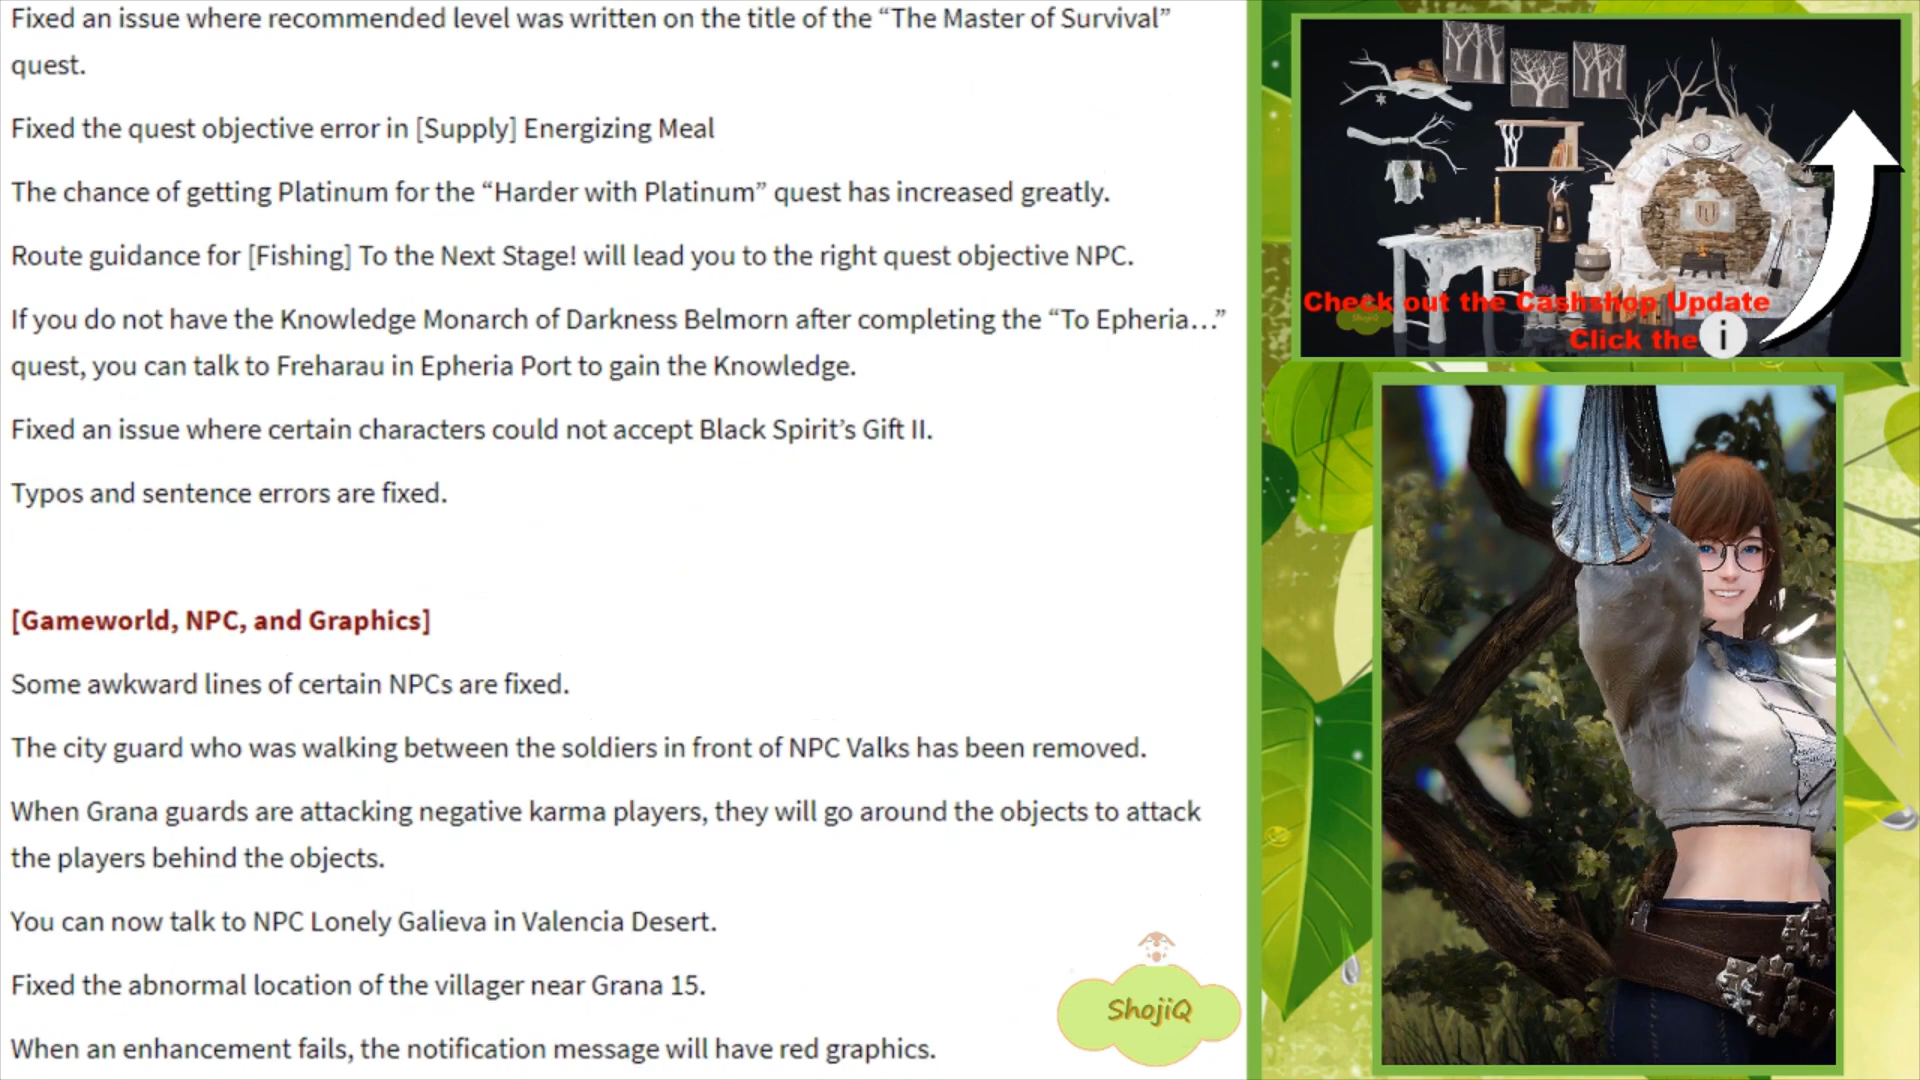 Fixed an issue where recommended level was written on the title of the “The Master of Survival”
quest.
Fixed the quest objective error in [Supply] Energizing Meal
The chance of getting Platinum for the “Harder with Platinum” quest has increased greatly.
Route guidance for [Fishing] To the Next Stage! will lead you to the right quest objective NPC.
If you do not have the Knowledge Monarch of Darkness Belmorn after completing the “To Epheria…”
quest, you can talk to Freharau in Epheria Port to gain the Knowledge.
Fixed an issue where certain characters could not accept Black Spirit’s Gift II.
Typos and sentence errors are fixed.
[Gameworld, NPC, and Graphics]
Some awkward lines of certain NPCs are fixed.
The city guard who was walking between the soldiers in front of NPC Valks has been removed.
When Grana guards are attacking negative karma players, they will go around the objects to attack
the players behind the objects.
You can now talk to NPC Lonely Galieva in Valencia Desert.
Fixed the abnormal location of the villager near Grana 15.
When an enhancement fails, the notification message will have red graphics.
ShojiQ
Check out the Cashshop Update
Click the i